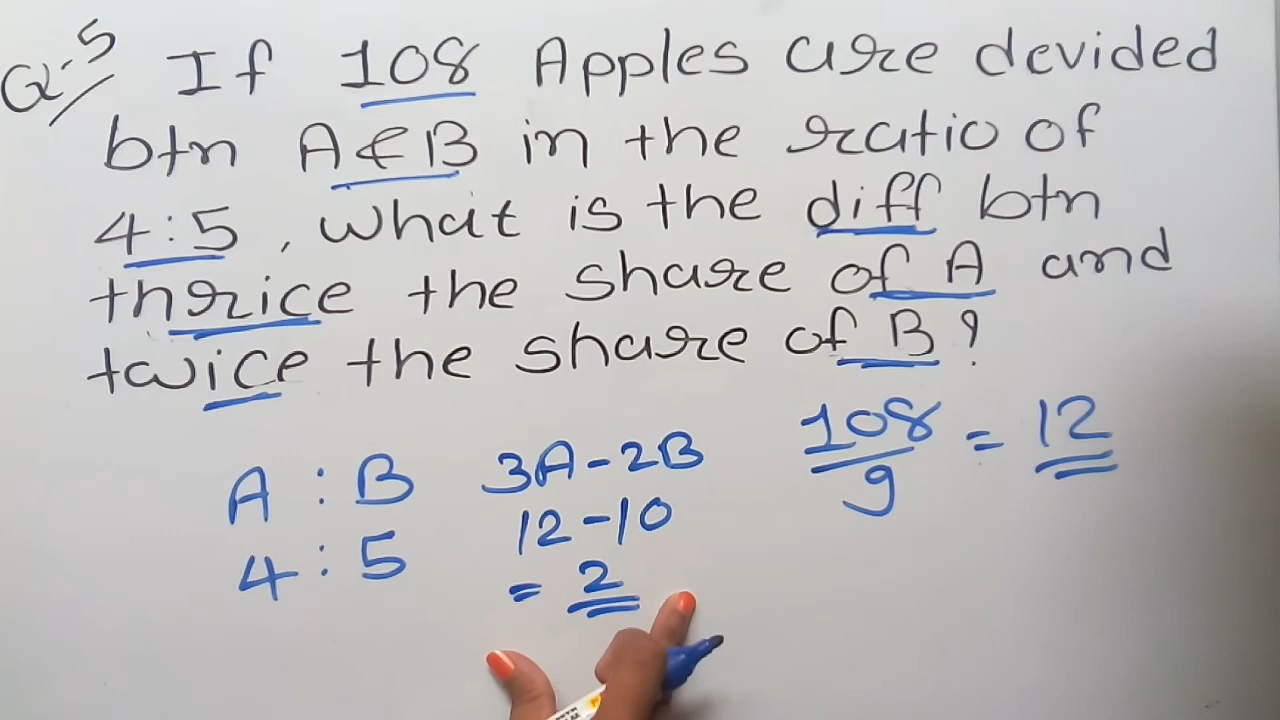 Q-5 If 108 Apples are devided
btn A & B in the ratio of
4:5, what is the diff btn
thrice the share of A and
twice the share of B?
A : B
4 : 5
3A-2B
12-10
= 2
108/9 = 12